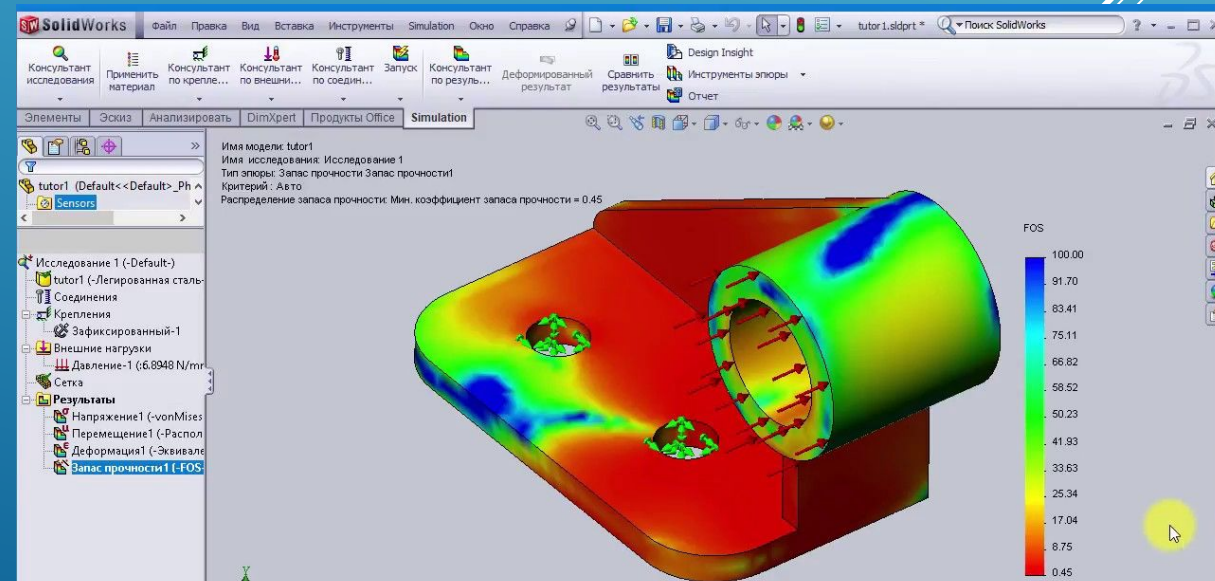 SolidWorks Файл Правка Вид Вставка Инструменты Simulation Окно Справка tutor1.sldprt * Поиск SolidWorks ?
Консультант исследования
Применить материал
Консультант по крепле...
Консультант по внешни...
Консультант по соедин...
Запуск
Консультант по резуль...
Деформированный результат
Сравнить результаты
Design Insight
Инструменты эпюры
Отчет
Элементы Эскиз Анализировать DimXpert Продукты Office Simulation
tutor1 (Default<<Default>_Ph
Sensors
Исследование 1 (-Default-)
tutor1 (-Легированная сталь-
Соединения
Крепления
Зафиксированный-1
Внешние нагрузки
Давление-1 (:6.8948 N/mm
Сетка
Результаты
Напряжение1 (-vonMises
Перемещение1 (-Распол
Деформация1 (-Эквивале
Запас прочности1 (-FOS-
Имя модели: tutor1
Имя исследования: Исследование 1
Тип эпюры: Запас прочности Запас прочности1
Критерий : Авто
Распределение запаса прочности: Мин. коэффициент запаса прочности = 0.45
FOS
100.00
91.70
83.41
75.11
66.82
58.52
50.23
41.93
33.63
25.34
17.04
8.75
0.45
Y